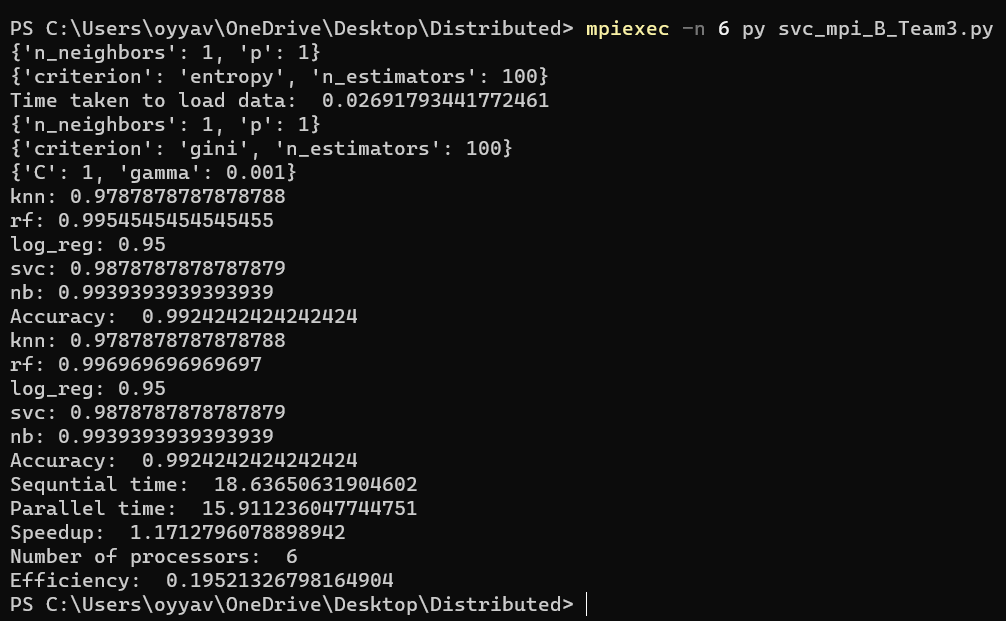 PS C:\Users\oyyav\OneDrive\Desktop\Distributed> mpiexec -n 6 py svc_mpi_B_Team3.py
{'n_neighbors': 1, 'p': 1}
{'criterion': 'entropy', 'n_estimators': 100}
Time taken to load data:  0.02691793441772461
{'n_neighbors': 1, 'p': 1}
{'criterion': 'gini', 'n_estimators': 100}
{'C': 1, 'gamma': 0.001}
knn: 0.9787878787878788
rf: 0.9954545454545455
log_reg: 0.95
svc: 0.9878787878787879
nb: 0.9939393939393939
Accuracy:  0.9924242424242424
knn: 0.9787878787878788
rf: 0.996969696969697
log_reg: 0.95
svc: 0.9878787878787879
nb: 0.9939393939393939
Accuracy:  0.9924242424242424
Sequntial time:  18.63650631904602
Parallel time:  15.911236047744751
Speedup:  1.1712796078898942
Number of processors:  6
Efficiency:  0.19521326798164904
PS C:\Users\oyyav\OneDrive\Desktop\Distributed>